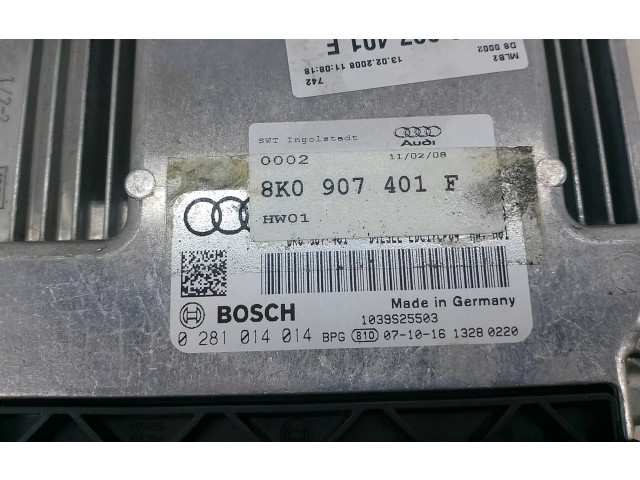 907 401 F
13.02.2008 11:08:18
742
MLB2
DS 0002
SWT Ingolstadt
Audi
0002 11/02/08
8K0 907 401 F
HW01
BOSCH
Made in Germany
1039S25503
0 281 014 014 BPG 810 07-10-16 1328 0220